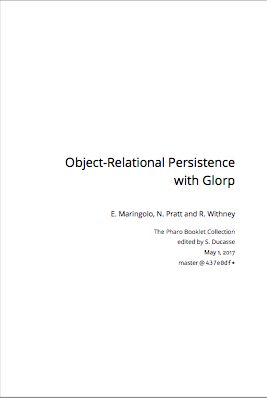 Object-Relational Persistence
with Glorp
E. Maringolo, N. Pratt and R. Withney
The Pharo Booklet Collection
edited by S. Ducasse
May 1, 2017
master@437e8df*